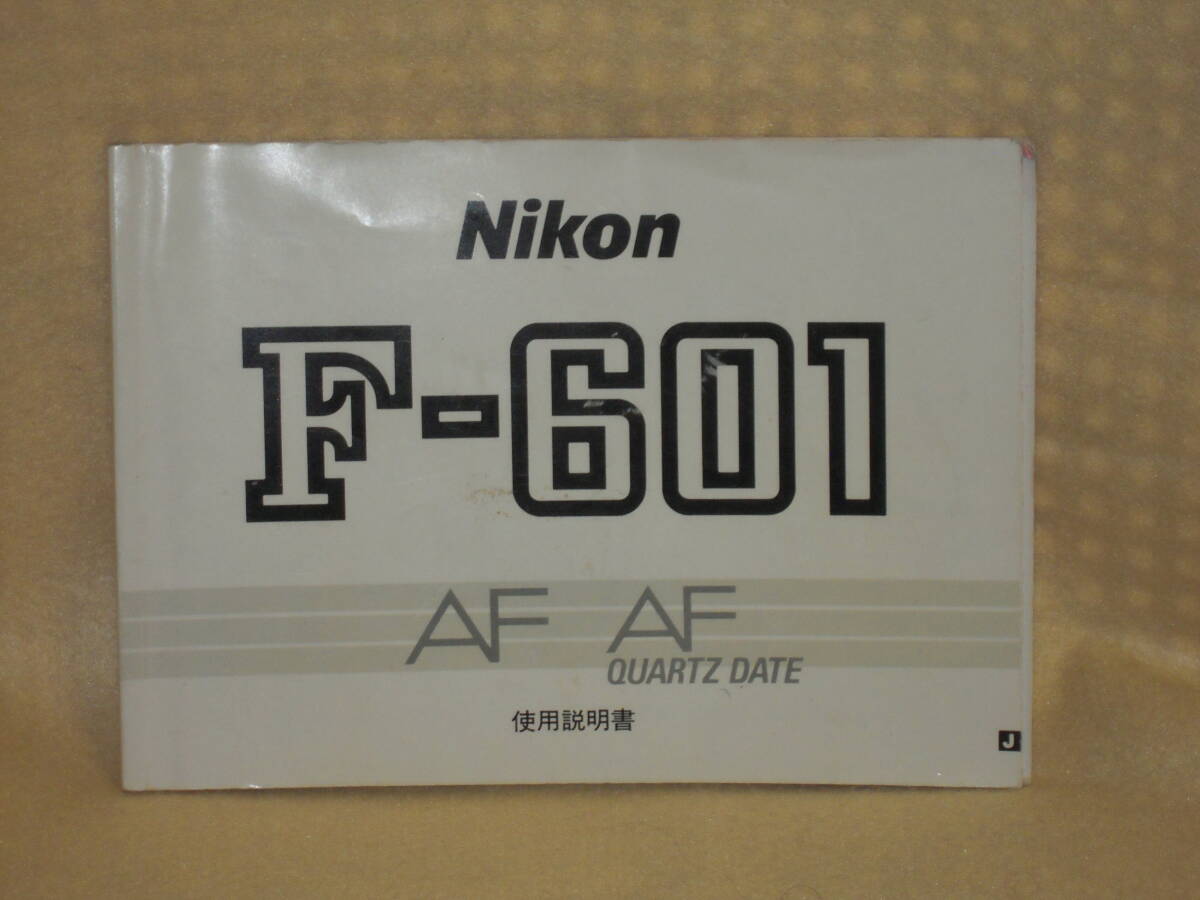 Nikon
F-601
AF AF
QUARTZ DATE
使用説明書
J